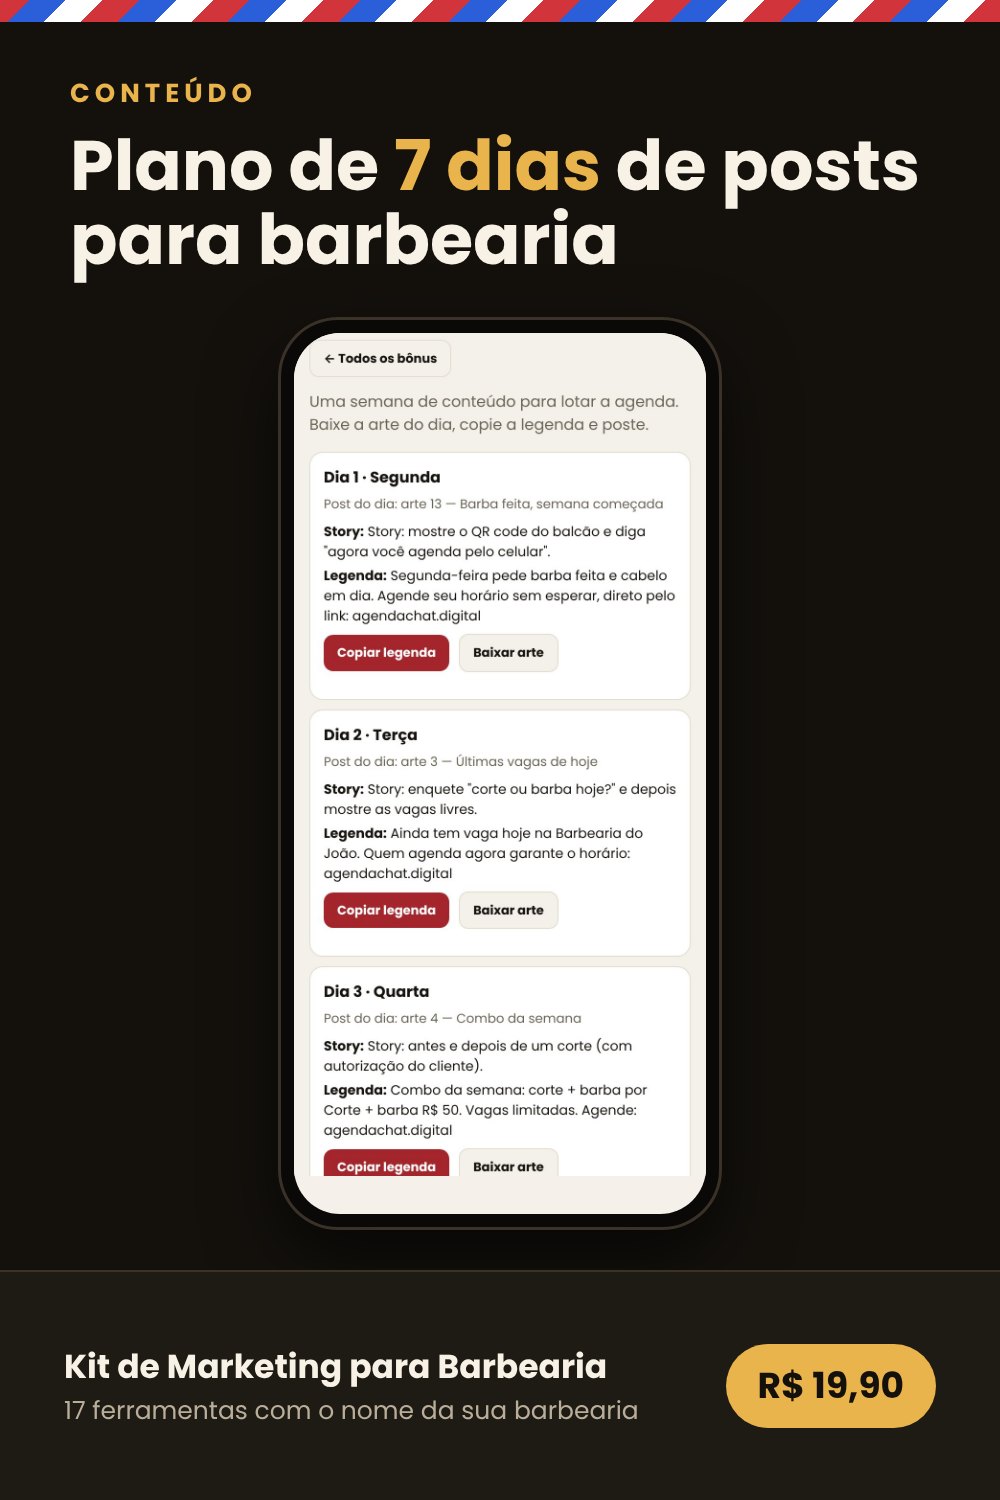 CONTEÚDO
Plano de 7 dias de posts
para barbearia
← Todos os bônus
Uma semana de conteúdo para lotar a agenda.
Baixe a arte do dia, copie a legenda e poste.
Dia 1 · Segunda
Post do dia: arte 13 — Barba feita, semana começada
Story: Story: mostre o QR code do balcão e diga
"agora você agenda pelo celular".
Legenda: Segunda-feira pede barba feita e cabelo
em dia. Agende seu horário sem esperar, direto pelo
link: agendachat.digital
Copiar legenda Baixar arte
Dia 2 · Terça
Post do dia: arte 3 — Últimas vagas de hoje
Story: Story: enquete "corte ou barba hoje?" e depois
mostre as vagas livres.
Legenda: Ainda tem vaga hoje na Barbearia do
João. Quem agenda agora garante o horário:
agendachat.digital
Copiar legenda Baixar arte
Dia 3 · Quarta
Post do dia: arte 4 — Combo da semana
Story: Story: antes e depois de um corte (com
autorização do cliente).
Legenda: Combo da semana: corte + barba por
Corte + barba R$ 50. Vagas limitadas. Agende:
agendachat.digital
Copiar legenda Baixar arte
Kit de Marketing para Barbearia
17 ferramentas com o nome da sua barbearia
R$ 19,90